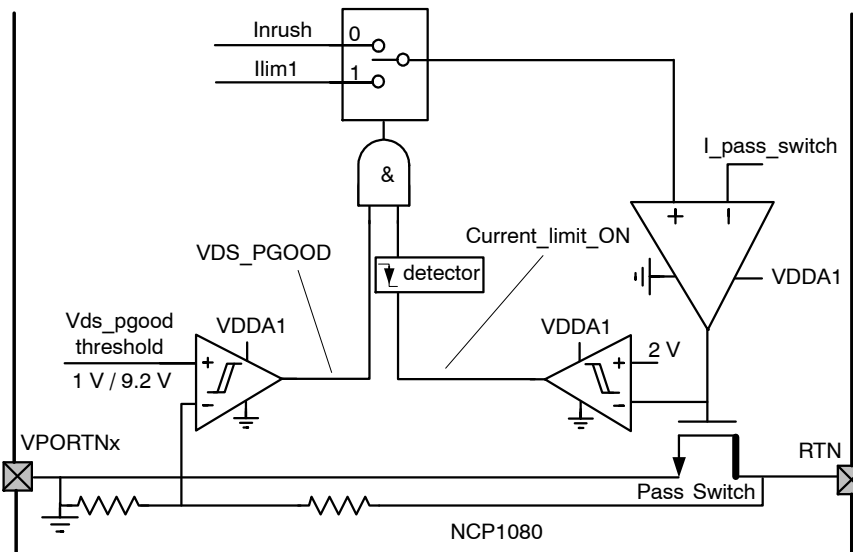 Inrush
0
Ilim1
1
I_pass_switch
&
+
–
VDS_PGOOD
Current_limit_ON
detector
VDDA1
Vds_pgood
threshold
1 V / 9.2 V
VDDA1
+
–
VDDA1
2 V
+
–
VPORTNx
RTN
Pass Switch
NCP1080